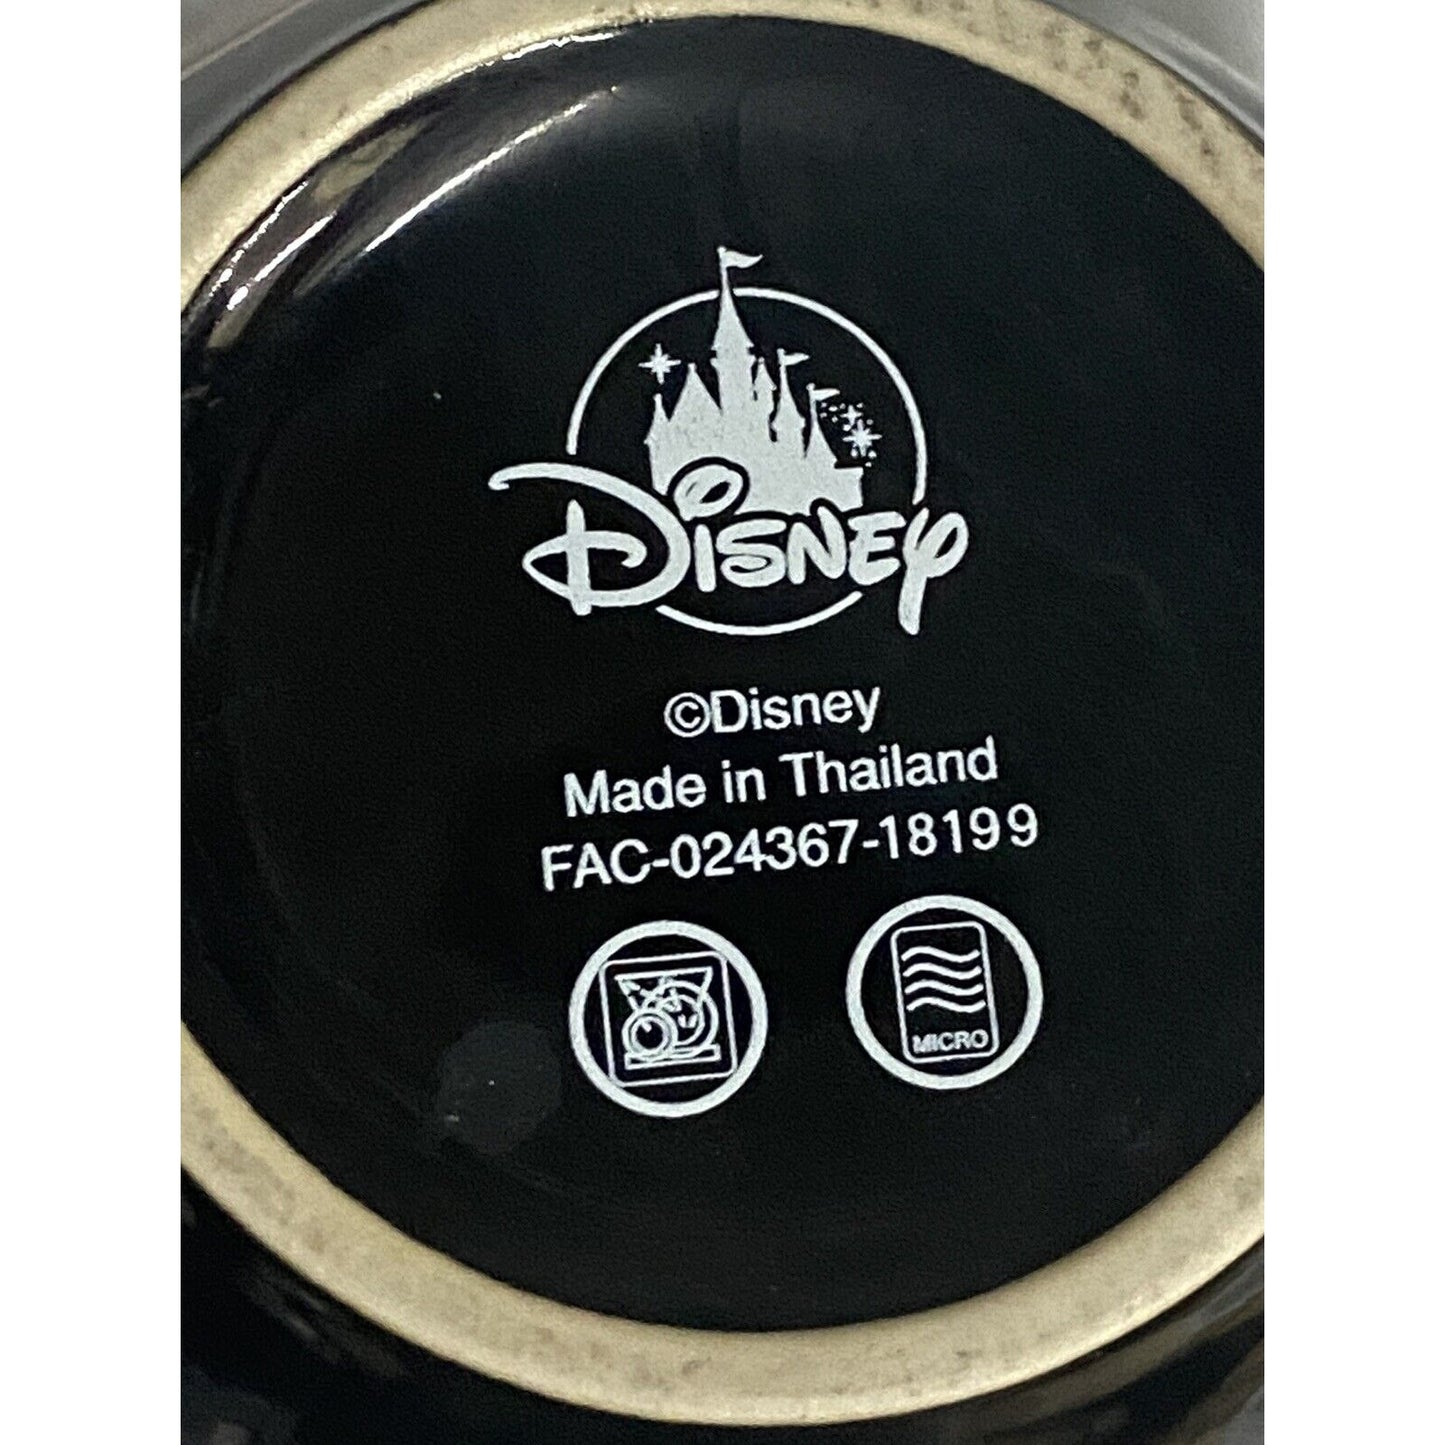 Disney
©Disney
Made in Thailand
FAC-024367-18199
MICRO